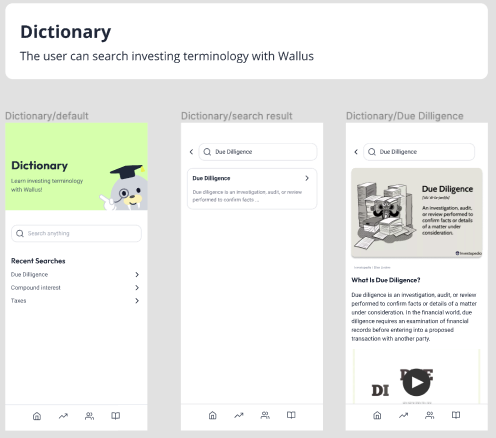 Dictionary
The user can search investing terminology with Wallus
Dictionary/default
Dictionary
Learn investing terminology
with Wallus!
Search anything
Recent Searches
Due Dilligence
Compound interest
Taxes
Dictionary/search result
Due Dilligence
Due Dilligence
Due diligence is an investigation, audit, or review
performed to confirm facts ...
Dictionary/Due Dilligence
Due Dilligence
Due Diligence
An investigation, audit,
or review performed to
confirm facts or details
of a matter under
consideration.
Investopedia
What Is Due Diligence?
Due diligence is an investigation, audit, or review
performed to confirm facts or details of a matter
under consideration. In the financial world, due
diligence requires an examination of financial
records before entering into a proposed
transaction with another party.
DUE
DI